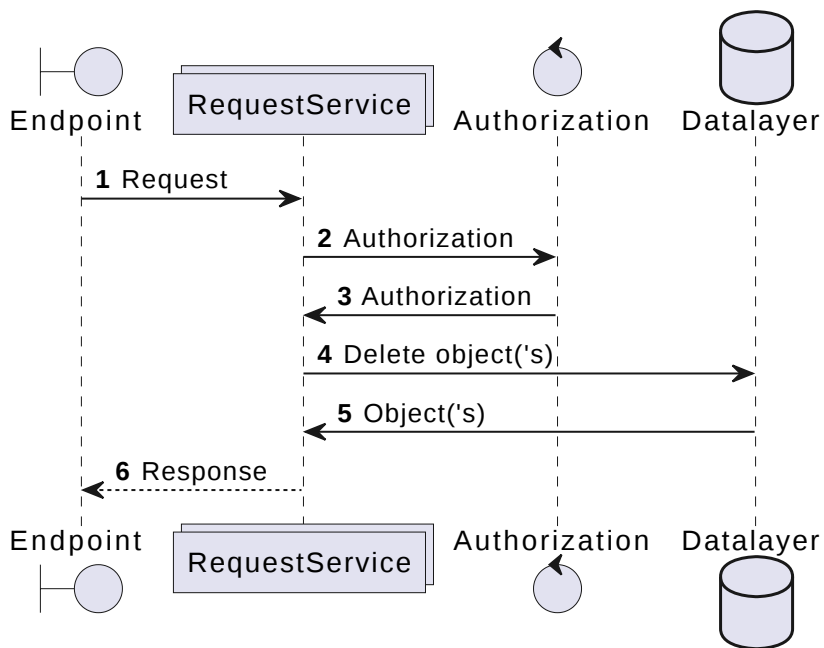 Endpoint
RequestService
Authorization
Datalayer
1 Request
2 Authorization
3 Authorization
4 Delete object('s)
5 Object('s)
6 Response
Endpoint
RequestService
Authorization
Datalayer